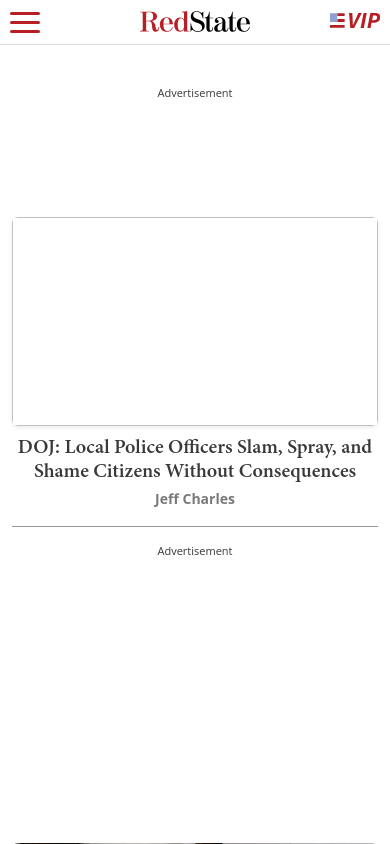 RedState
VIP
Advertisement
DOJ: Local Police Officers Slam, Spray, and
Shame Citizens Without Consequences
Jeff Charles
Advertisement